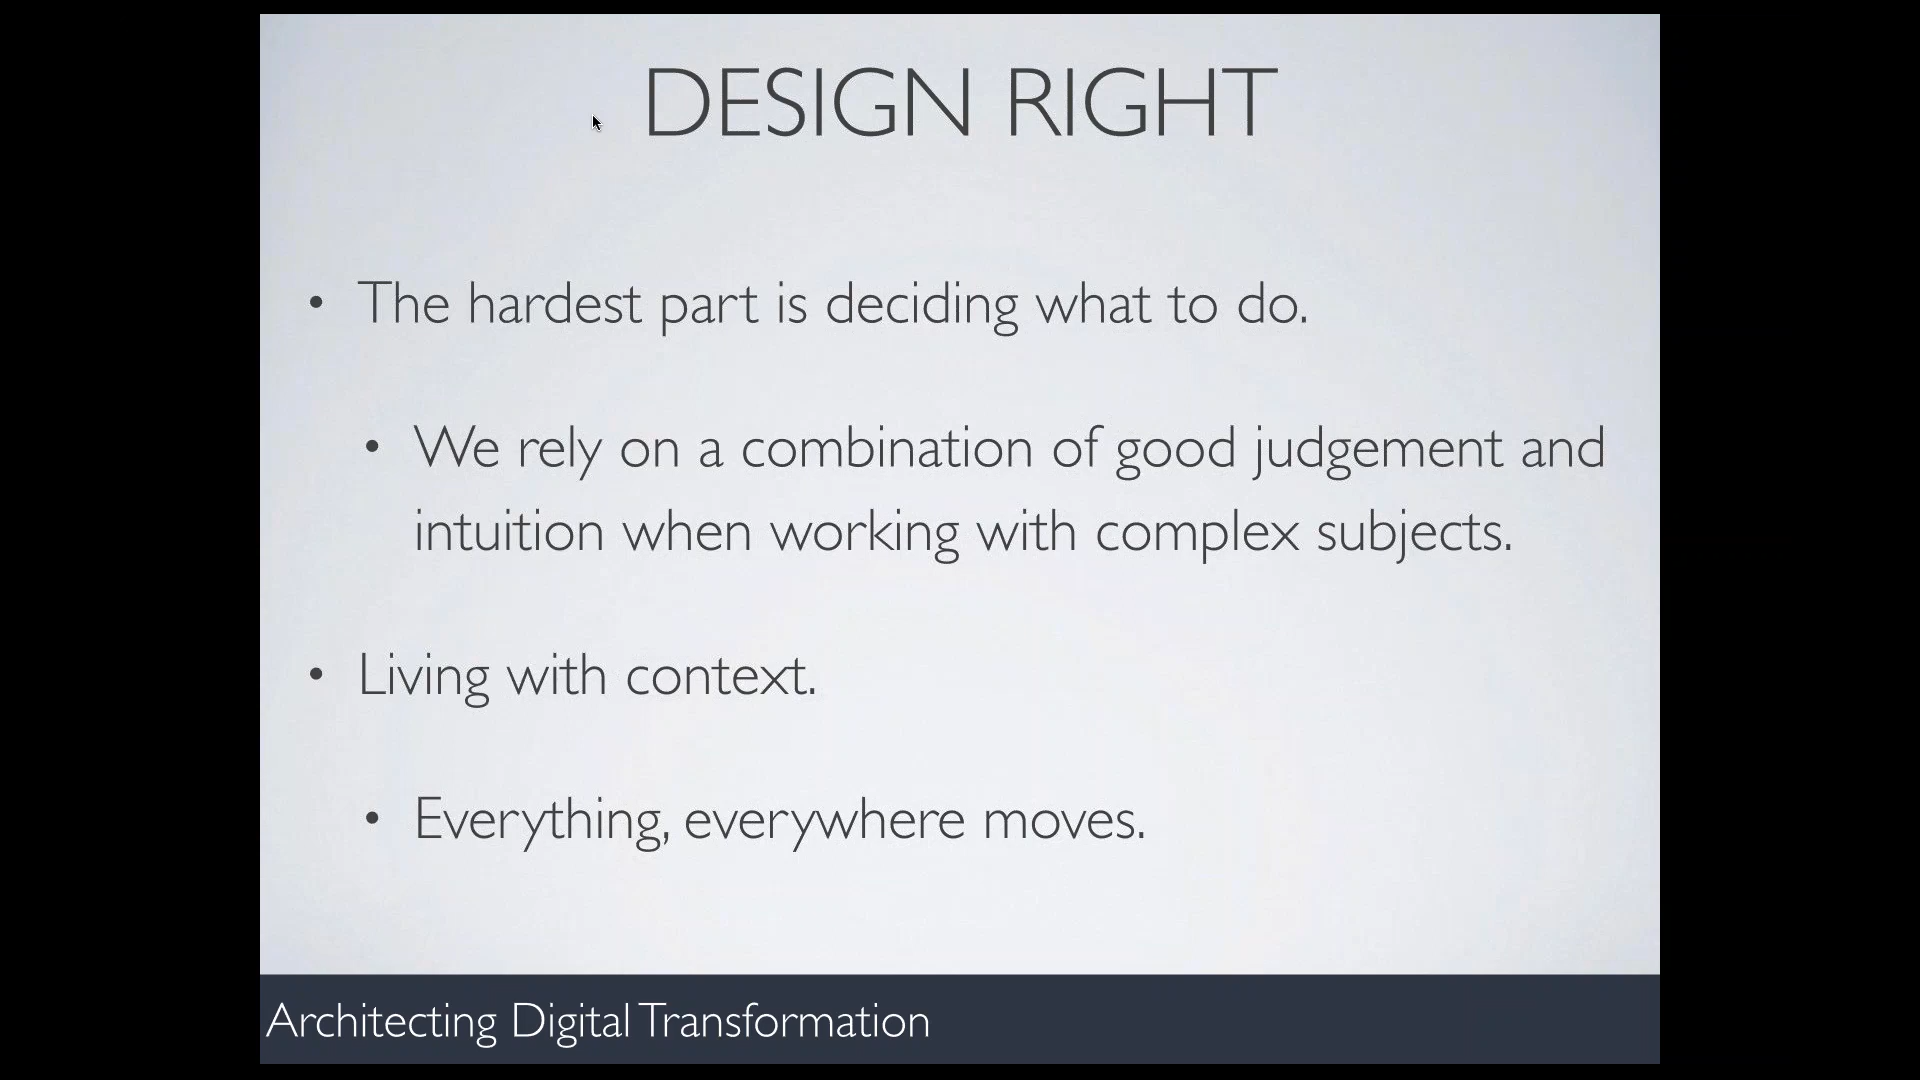 DESIGN RIGHT
• The hardest part is deciding what to do.
• We rely on a combination of good judgement and
intuition when working with complex subjects.
• Living with context.
• Everything, everywhere moves.
Architecting Digital Transformation